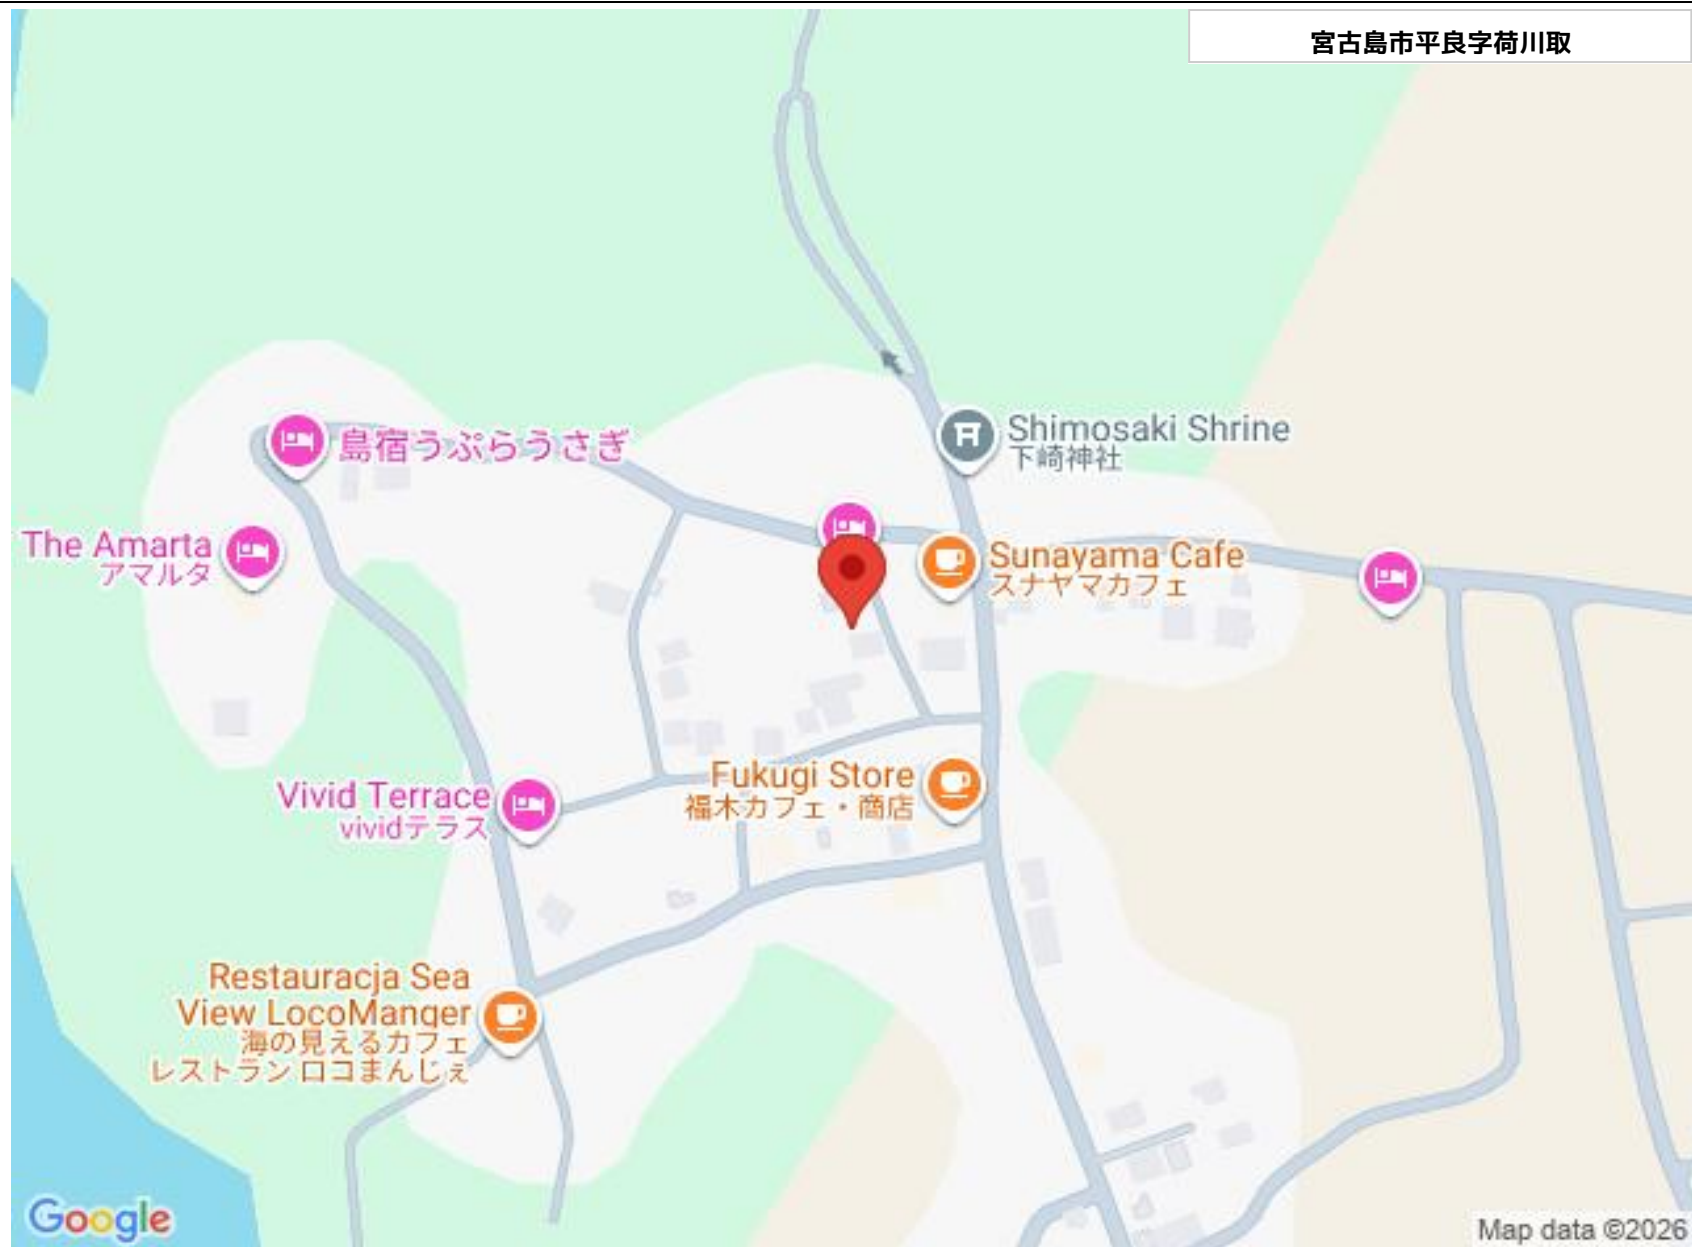 宮古島市平良字荷川取
Shimosaki Shrine
下崎神社
島宿うぷらうさぎ
The Amarta
アマルタ
Sunayama Cafe
スナヤマカフェ
Vivid Terrace
vividテラス
Fukugi Store
福木カフェ・商店
Restauracja Sea
View LocoManger
海の見えるカフェ
レストラン ロコまんじぇ
Google
Map data ©2026